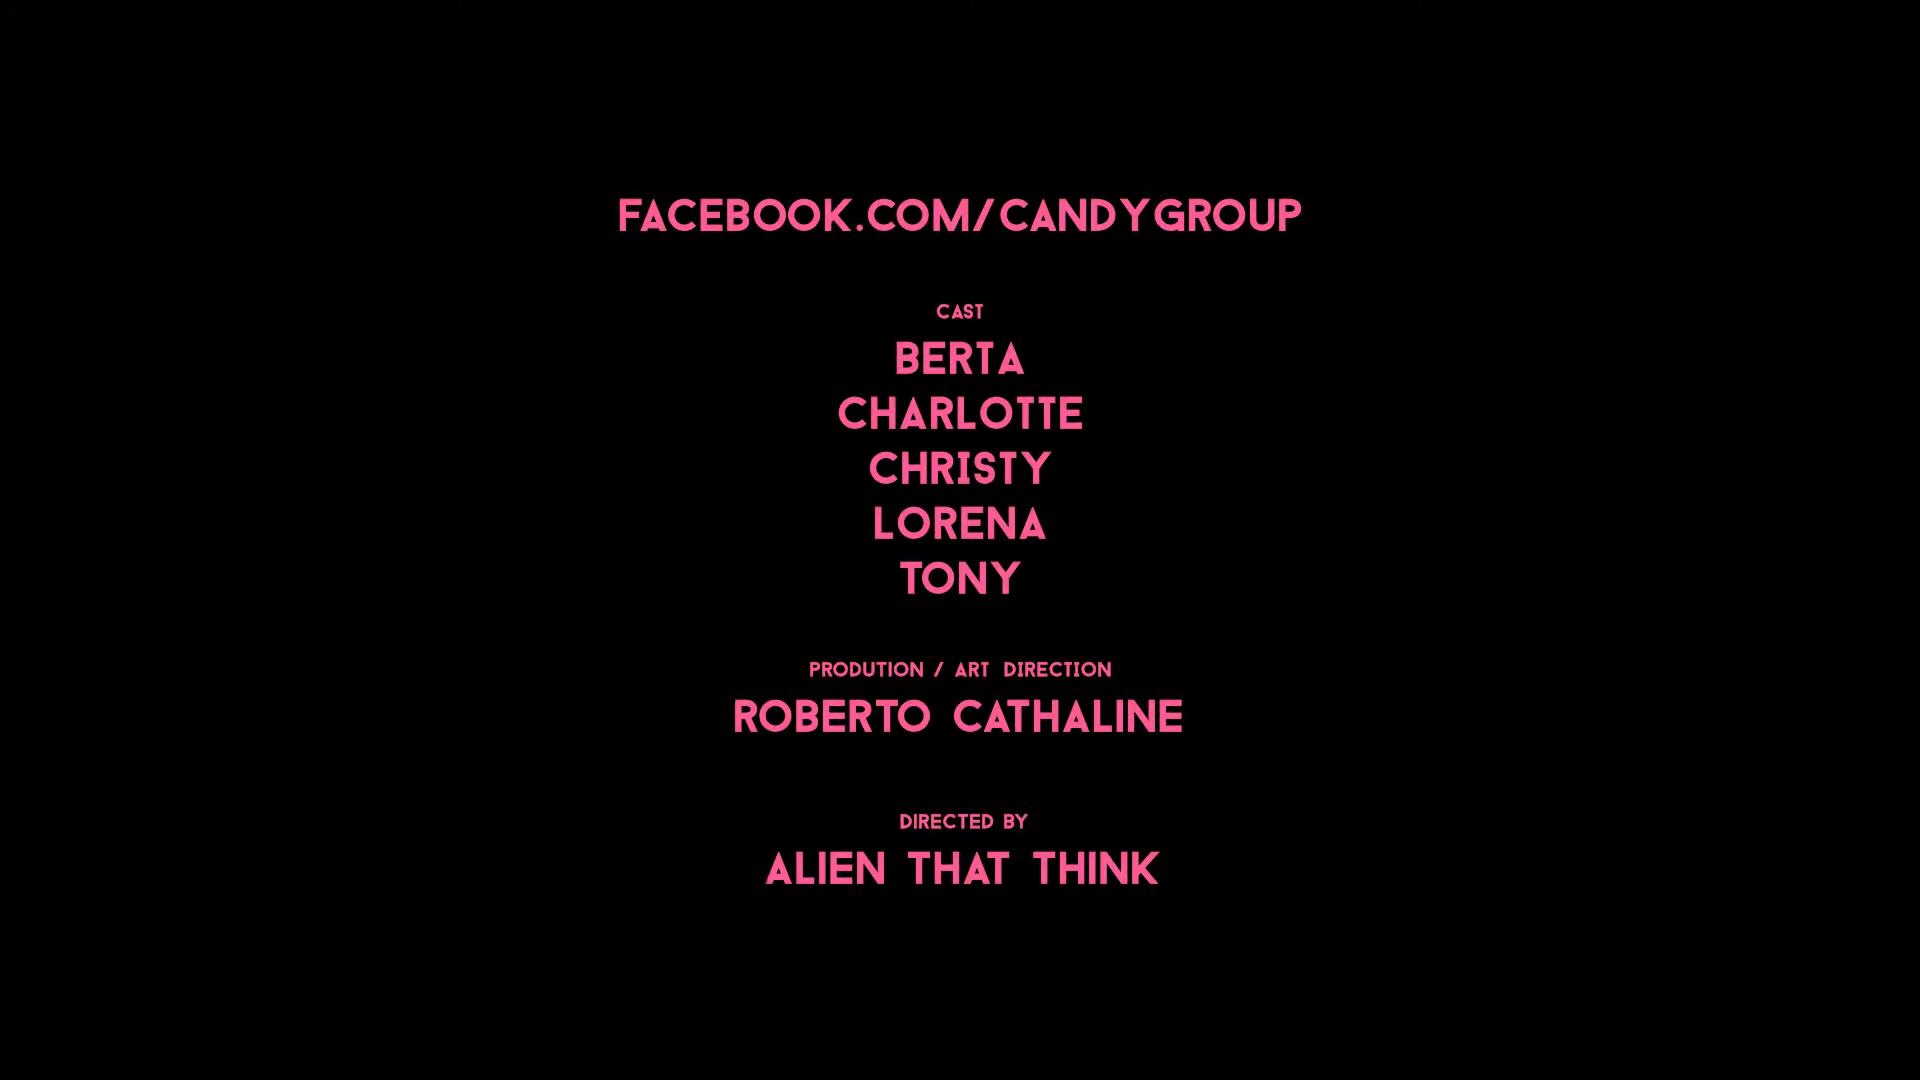 FACEBOOK.COM/CANDYGROUP
CAST
BERTA
CHARLOTTE
CHRISTY
LORENA
TONY
PRODUTION / ART DIRECTION
ROBERTO CATHALINE
DIRECTED BY
ALIEN THAT THINK